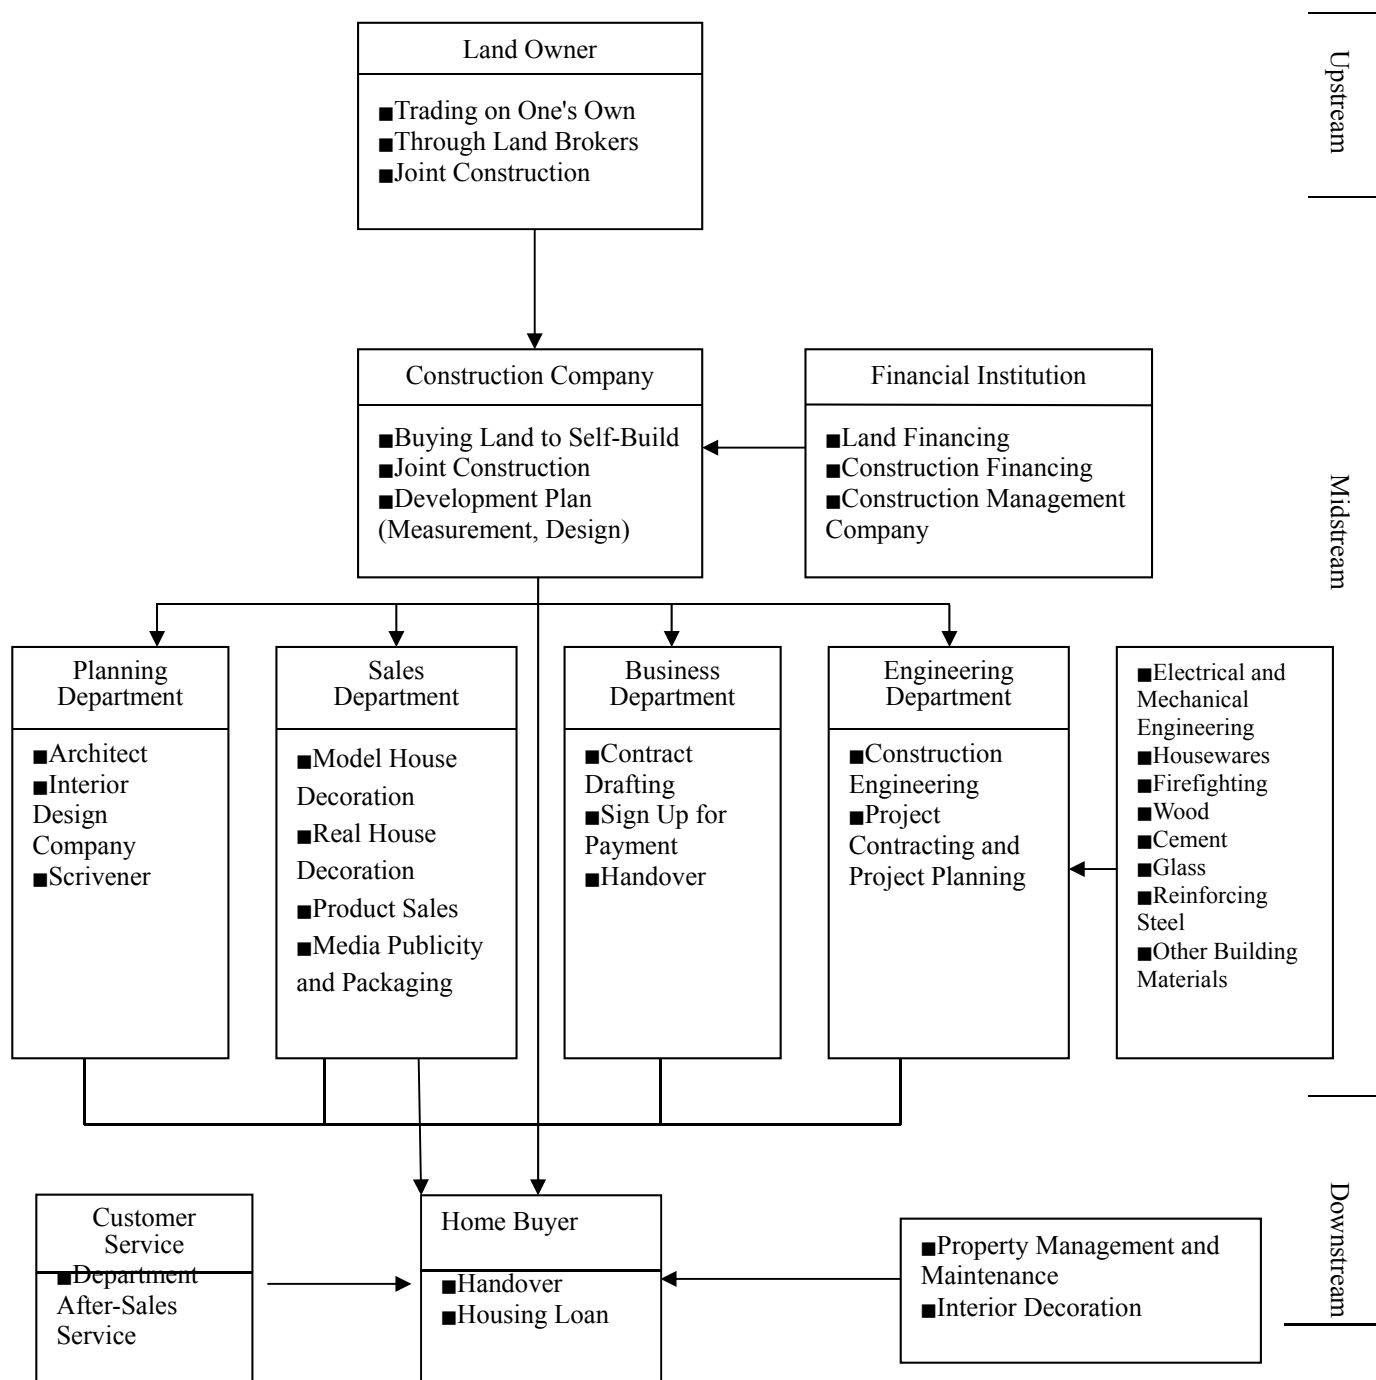 Land Owner
■Trading on One's Own
■Through Land Brokers
■Joint Construction
Upstream
Construction Company
■Buying Land to Self-Build
■Joint Construction
■Development Plan
(Measurement, Design)
Financial Institution
■Land Financing
■Construction Financing
■Construction Management
Company
Midstream
Planning
Department
■Architect
■Interior
Design
Company
■Scrivener
Sales
Department
■Model House
Decoration
■Real House
Decoration
■Product Sales
■Media Publicity
and Packaging
Business
Department
■Contract
Drafting
■Sign Up for
Payment
■Handover
Engineering
Department
■Construction
Engineering
■Project
Contracting and
Project Planning
■Electrical and
Mechanical
Engineering
■Housewares
■Firefighting
■Wood
■Cement
■Glass
■Reinforcing
Steel
■Other Building
Materials
Customer
Service
■Department
After-Sales
Service
Home Buyer
■Handover
■Housing Loan
■Property Management and
Maintenance
■Interior Decoration
Downstream